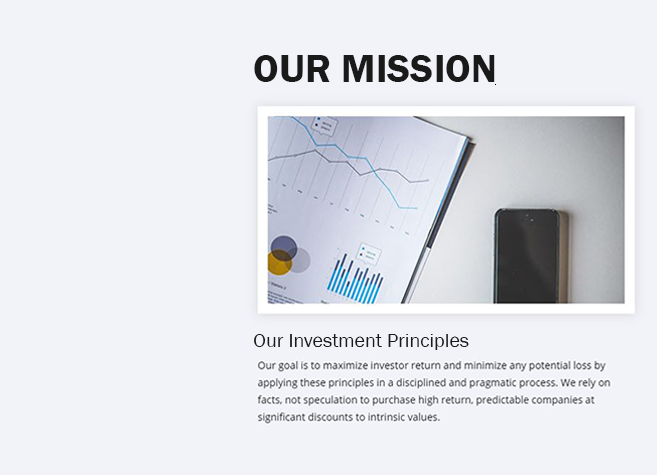 OUR MISSION
Our Investment Principles
Our goal is to maximize investor return and minimize any potential loss by
applying these principles in a disciplined and pragmatic process. We rely on
facts, not speculation to purchase high return, predictable companies at
significant discounts to intrinsic values.